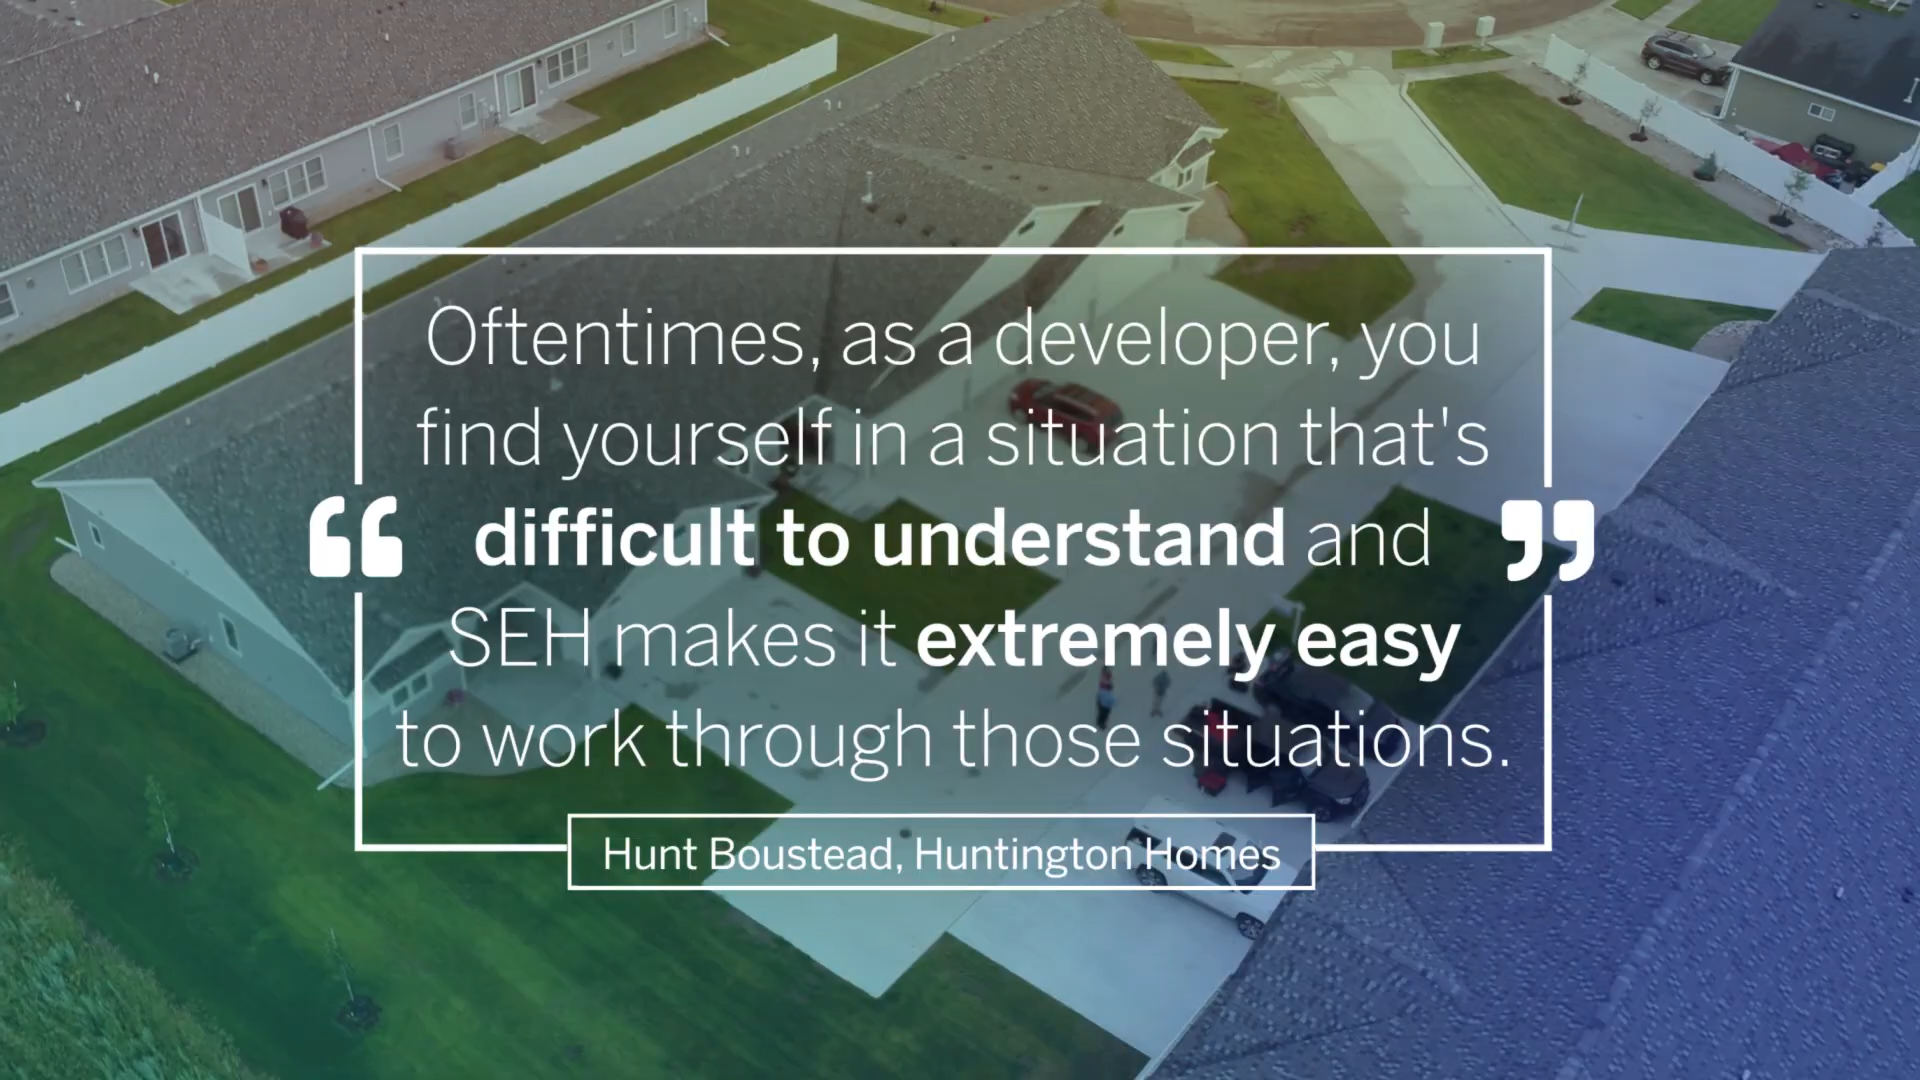 Oftentimes, as a developer, you
find yourself in a situation that's
“ difficult to understand and ”
SEH makes it extremely easy
to work through those situations.
Hunt Boustead, Huntington Homes